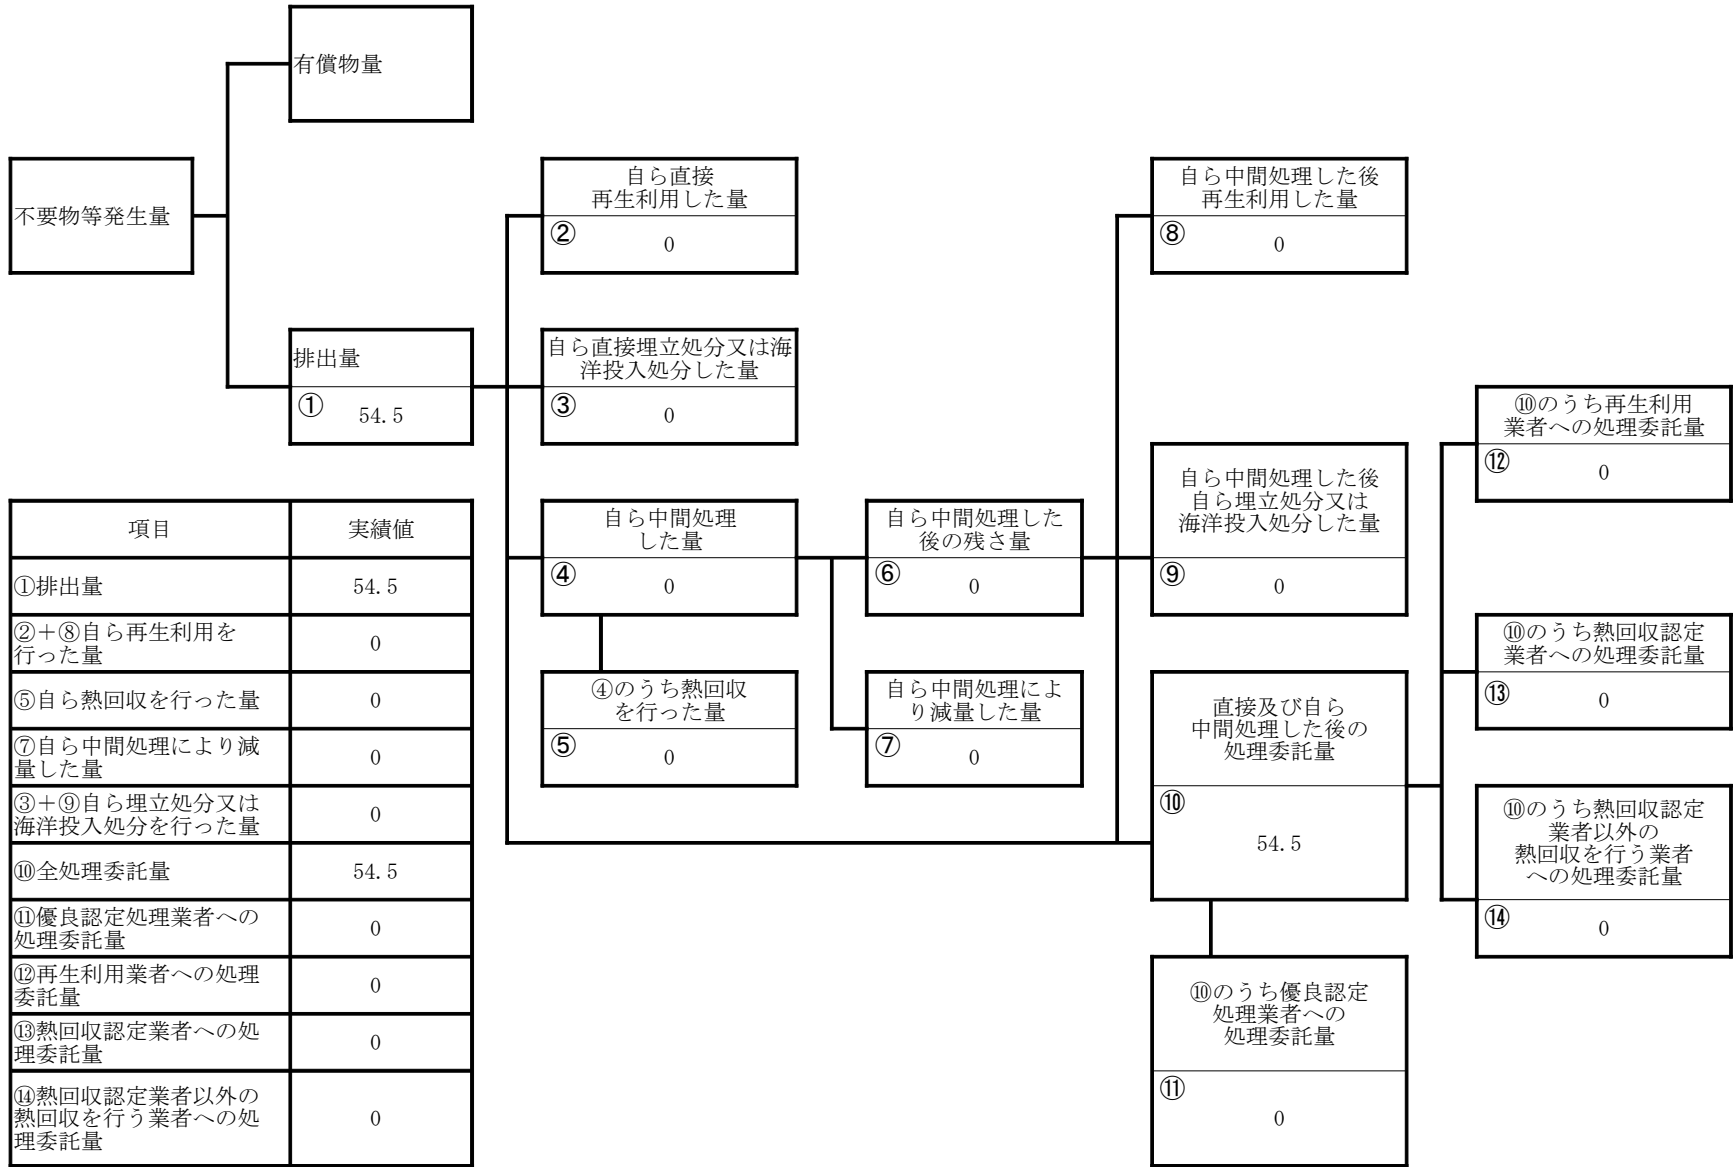 有償物量
不要物等発生量
自ら直接
再生利用した量
②
0
自ら中間処理した後
再生利用した量
⑧
0
排出量
①
54.5
自ら直接埋立処分又は海
洋投入処分した量
③
0
⑩のうち再生利用
業者への処理委託量
⑫
0
自ら中間処理
した量
④
0
自ら中間処理した
後の残さ量
⑥
0
自ら中間処理した後
自ら埋立処分又は
海洋投入処分した量
⑨
0
⑩のうち熱回収認定
業者への処理委託量
⑬
0
④のうち熱回収
を行った量
⑤
0
自ら中間処理によ
り減量した量
⑦
0
直接及び自ら
中間処理した後の
処理委託量
⑩
54.5
⑩のうち熱回収認定
業者以外の
熱回収を行う業者
への処理委託量
⑭
0
⑩のうち優良認定
処理業者への
処理委託量
⑪
0
項目 実績値
①排出量 54.5
②＋⑧自ら再生利用を
行った量 0
⑤自ら熱回収を行った量 0
⑦自ら中間処理により減
量した量 0
③＋⑨自ら埋立処分又は
海洋投入処分を行った量 0
⑩全処理委託量 54.5
⑪優良認定処理業者への
処理委託量 0
⑫再生利用業者への処理
委託量 0
⑬熱回収認定業者への処
理委託量 0
⑭熱回収認定業者以外の
熱回収を行う業者への処
理委託量 0